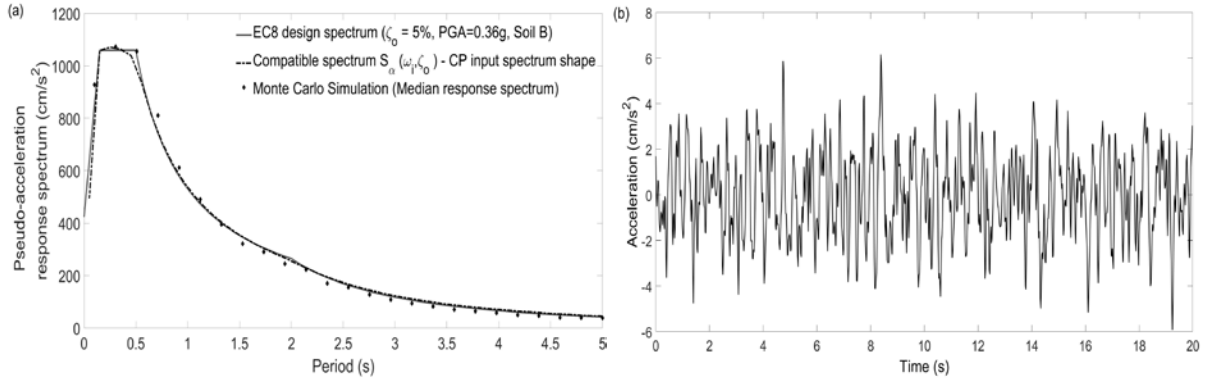 (a)
EC8 design spectrum (ζo = 5%, PGA=0.36g, Soil B)
Compatible spectrum Sα (ωi,ζo) - CP input spectrum shape
Monte Carlo Simulation (Median response spectrum)
Pseudo-acceleration
response spectrum (cm/s²)
1200
1000
800
600
400
200
0
0 0.5 1 1.5 2 2.5 3 3.5 4 4.5 5
Period (s)
(b)
Acceleration (cm/s²)
8
6
4
2
0
-2
-4
-6
0 2 4 6 8 10 12 14 16 18 20
Time (s)